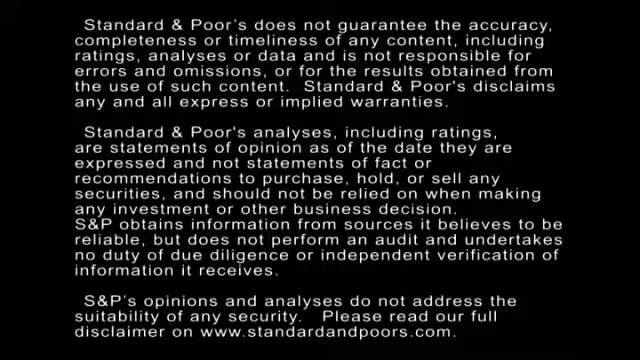 Standard & Poor's does not guarantee the accuracy,
completeness or timeliness of any content, including
ratings, analyses or data and is not responsible for
errors and omissions, or for the results obtained from
the use of such content.  Standard & Poor's disclaims
any and all express or implied warranties.
Standard & Poor's analyses, including ratings,
are statements of opinion as of the date they are
expressed and not statements of fact or
recommendations to purchase, hold, or sell any
securities, and should not be relied on when making
any investment or other business decision.
S&P obtains information from sources it believes to be
reliable, but does not perform an audit and undertakes
no duty of due diligence or independent verification of
information it receives.
S&P's opinions and analyses do not address the
suitability of any security.   Please read our full
disclaimer on www.standardandpoors.com.